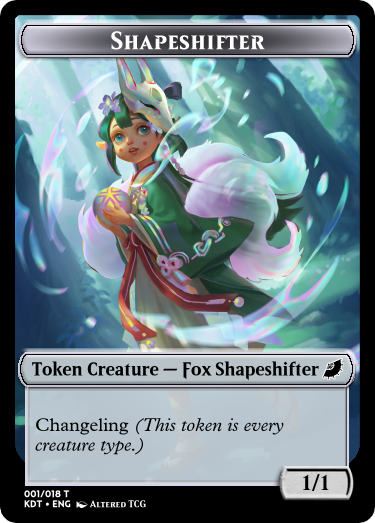 Shapeshifter
Token Creature — Fox Shapeshifter
Changeling (This token is every
creature type.)
1/1
001/018 T
KDT • ENG Altered TCG